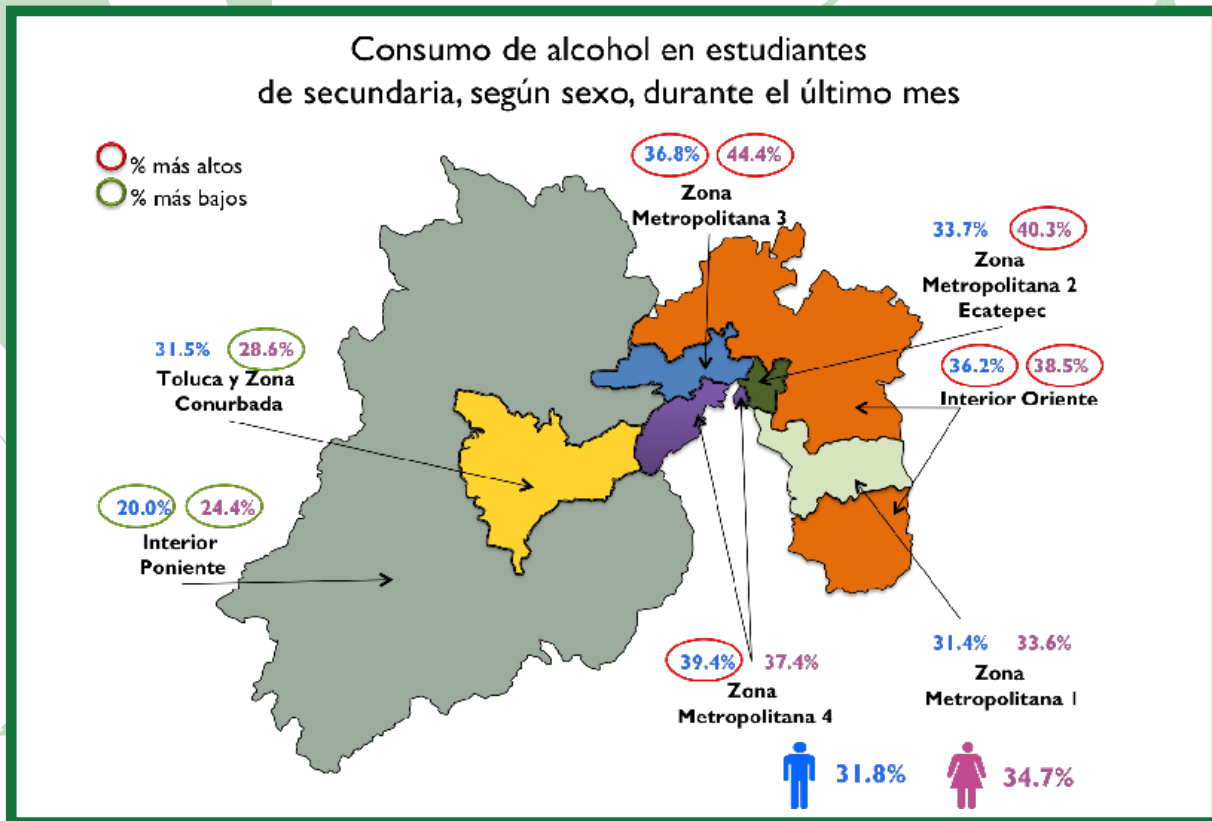 Consumo de alcohol en estudiantes
de secundaria, según sexo, durante el último mes
% más altos
% más bajos
36.8% 44.4%
Zona
Metropolitana 3
33.7% 40.3%
Zona
Metropolitana 2
Ecatepec
31.5% 28.6%
Toluca y Zona
Conurbada
36.2% 38.5%
Interior Oriente
20.0% 24.4%
Interior
Poniente
39.4% 37.4%
Zona
Metropolitana 4
31.4% 33.6%
Zona
Metropolitana 1
31.8% 34.7%